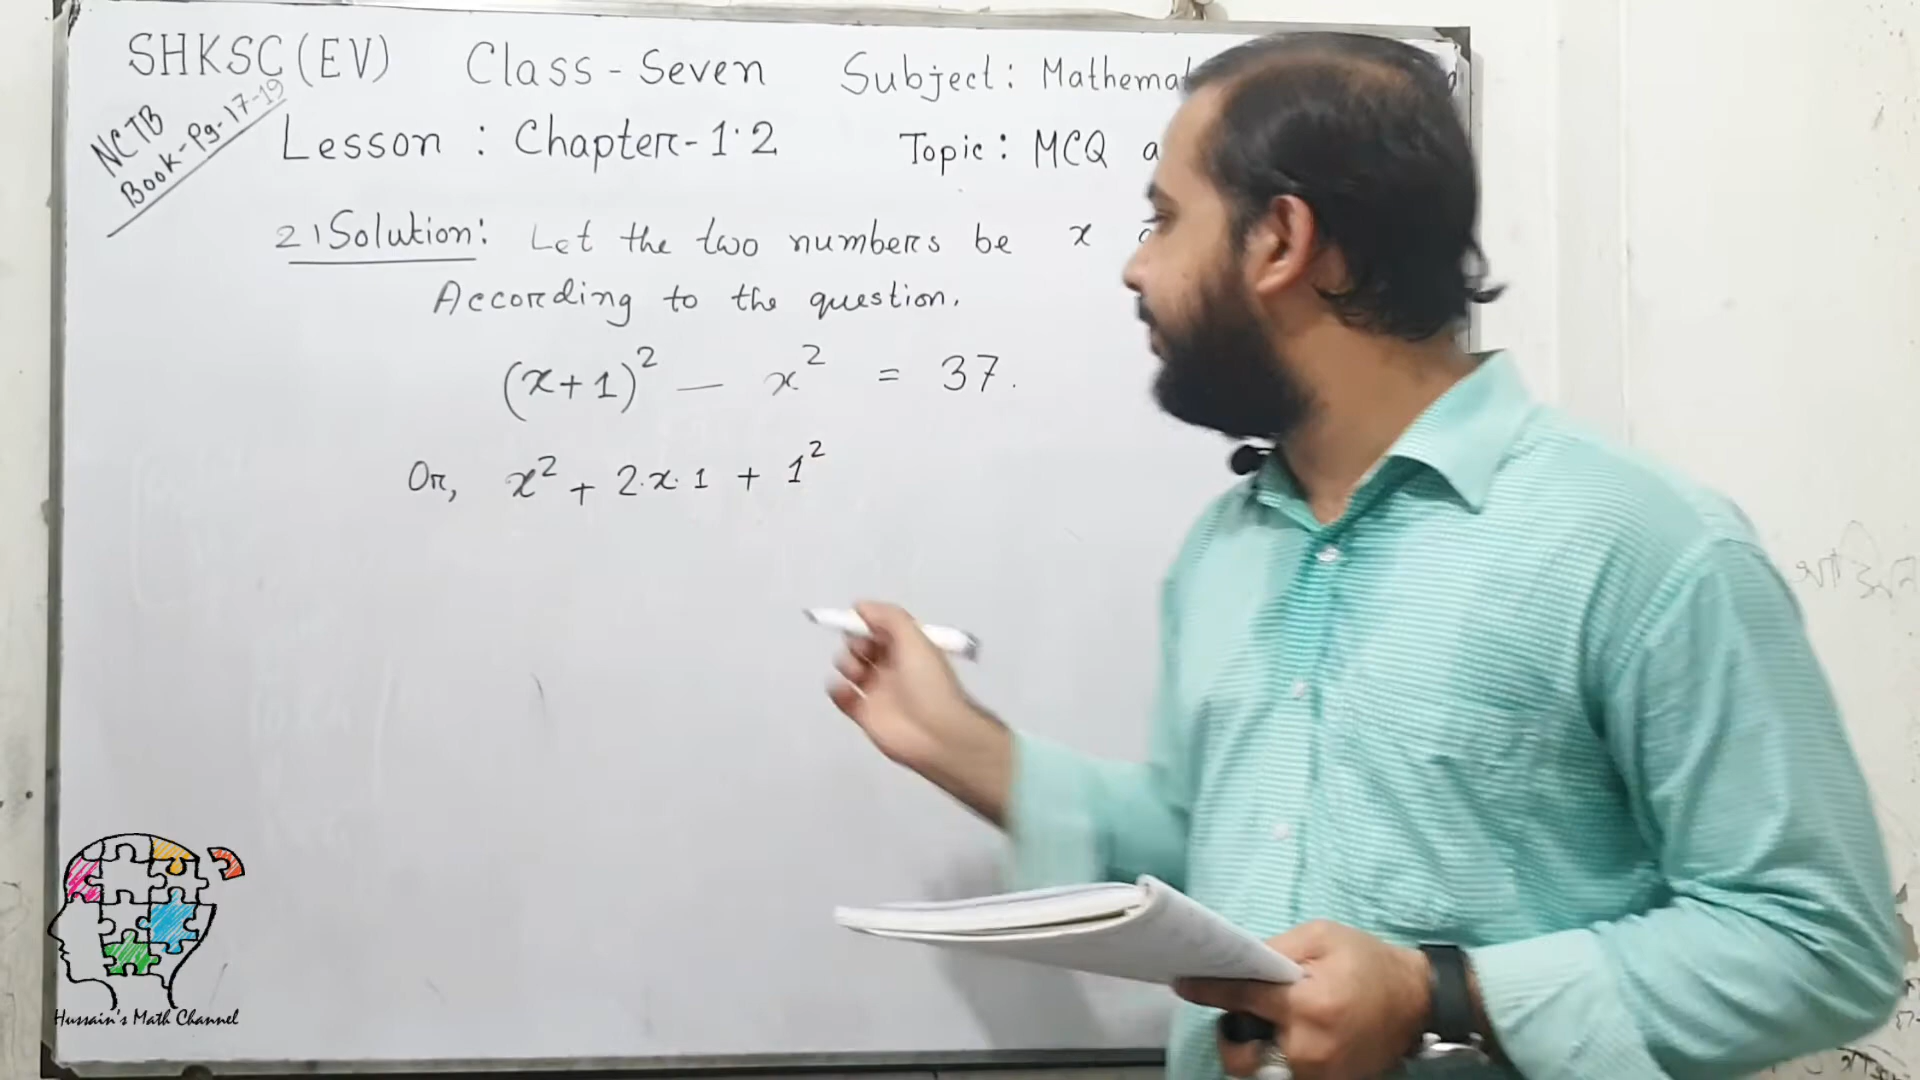 SHKSC (EV) Class - Seven Subject: Mathemat
NCTB
Book - Pg - 17-19
Lesson : Chapter - 1.2 Topic: MCQ a
21 Solution: Let the two numbers be x
According to the question.
(x+1)² — x² = 37.
Or, x² + 2.x.1 + 1²
Hussain's Math Channel